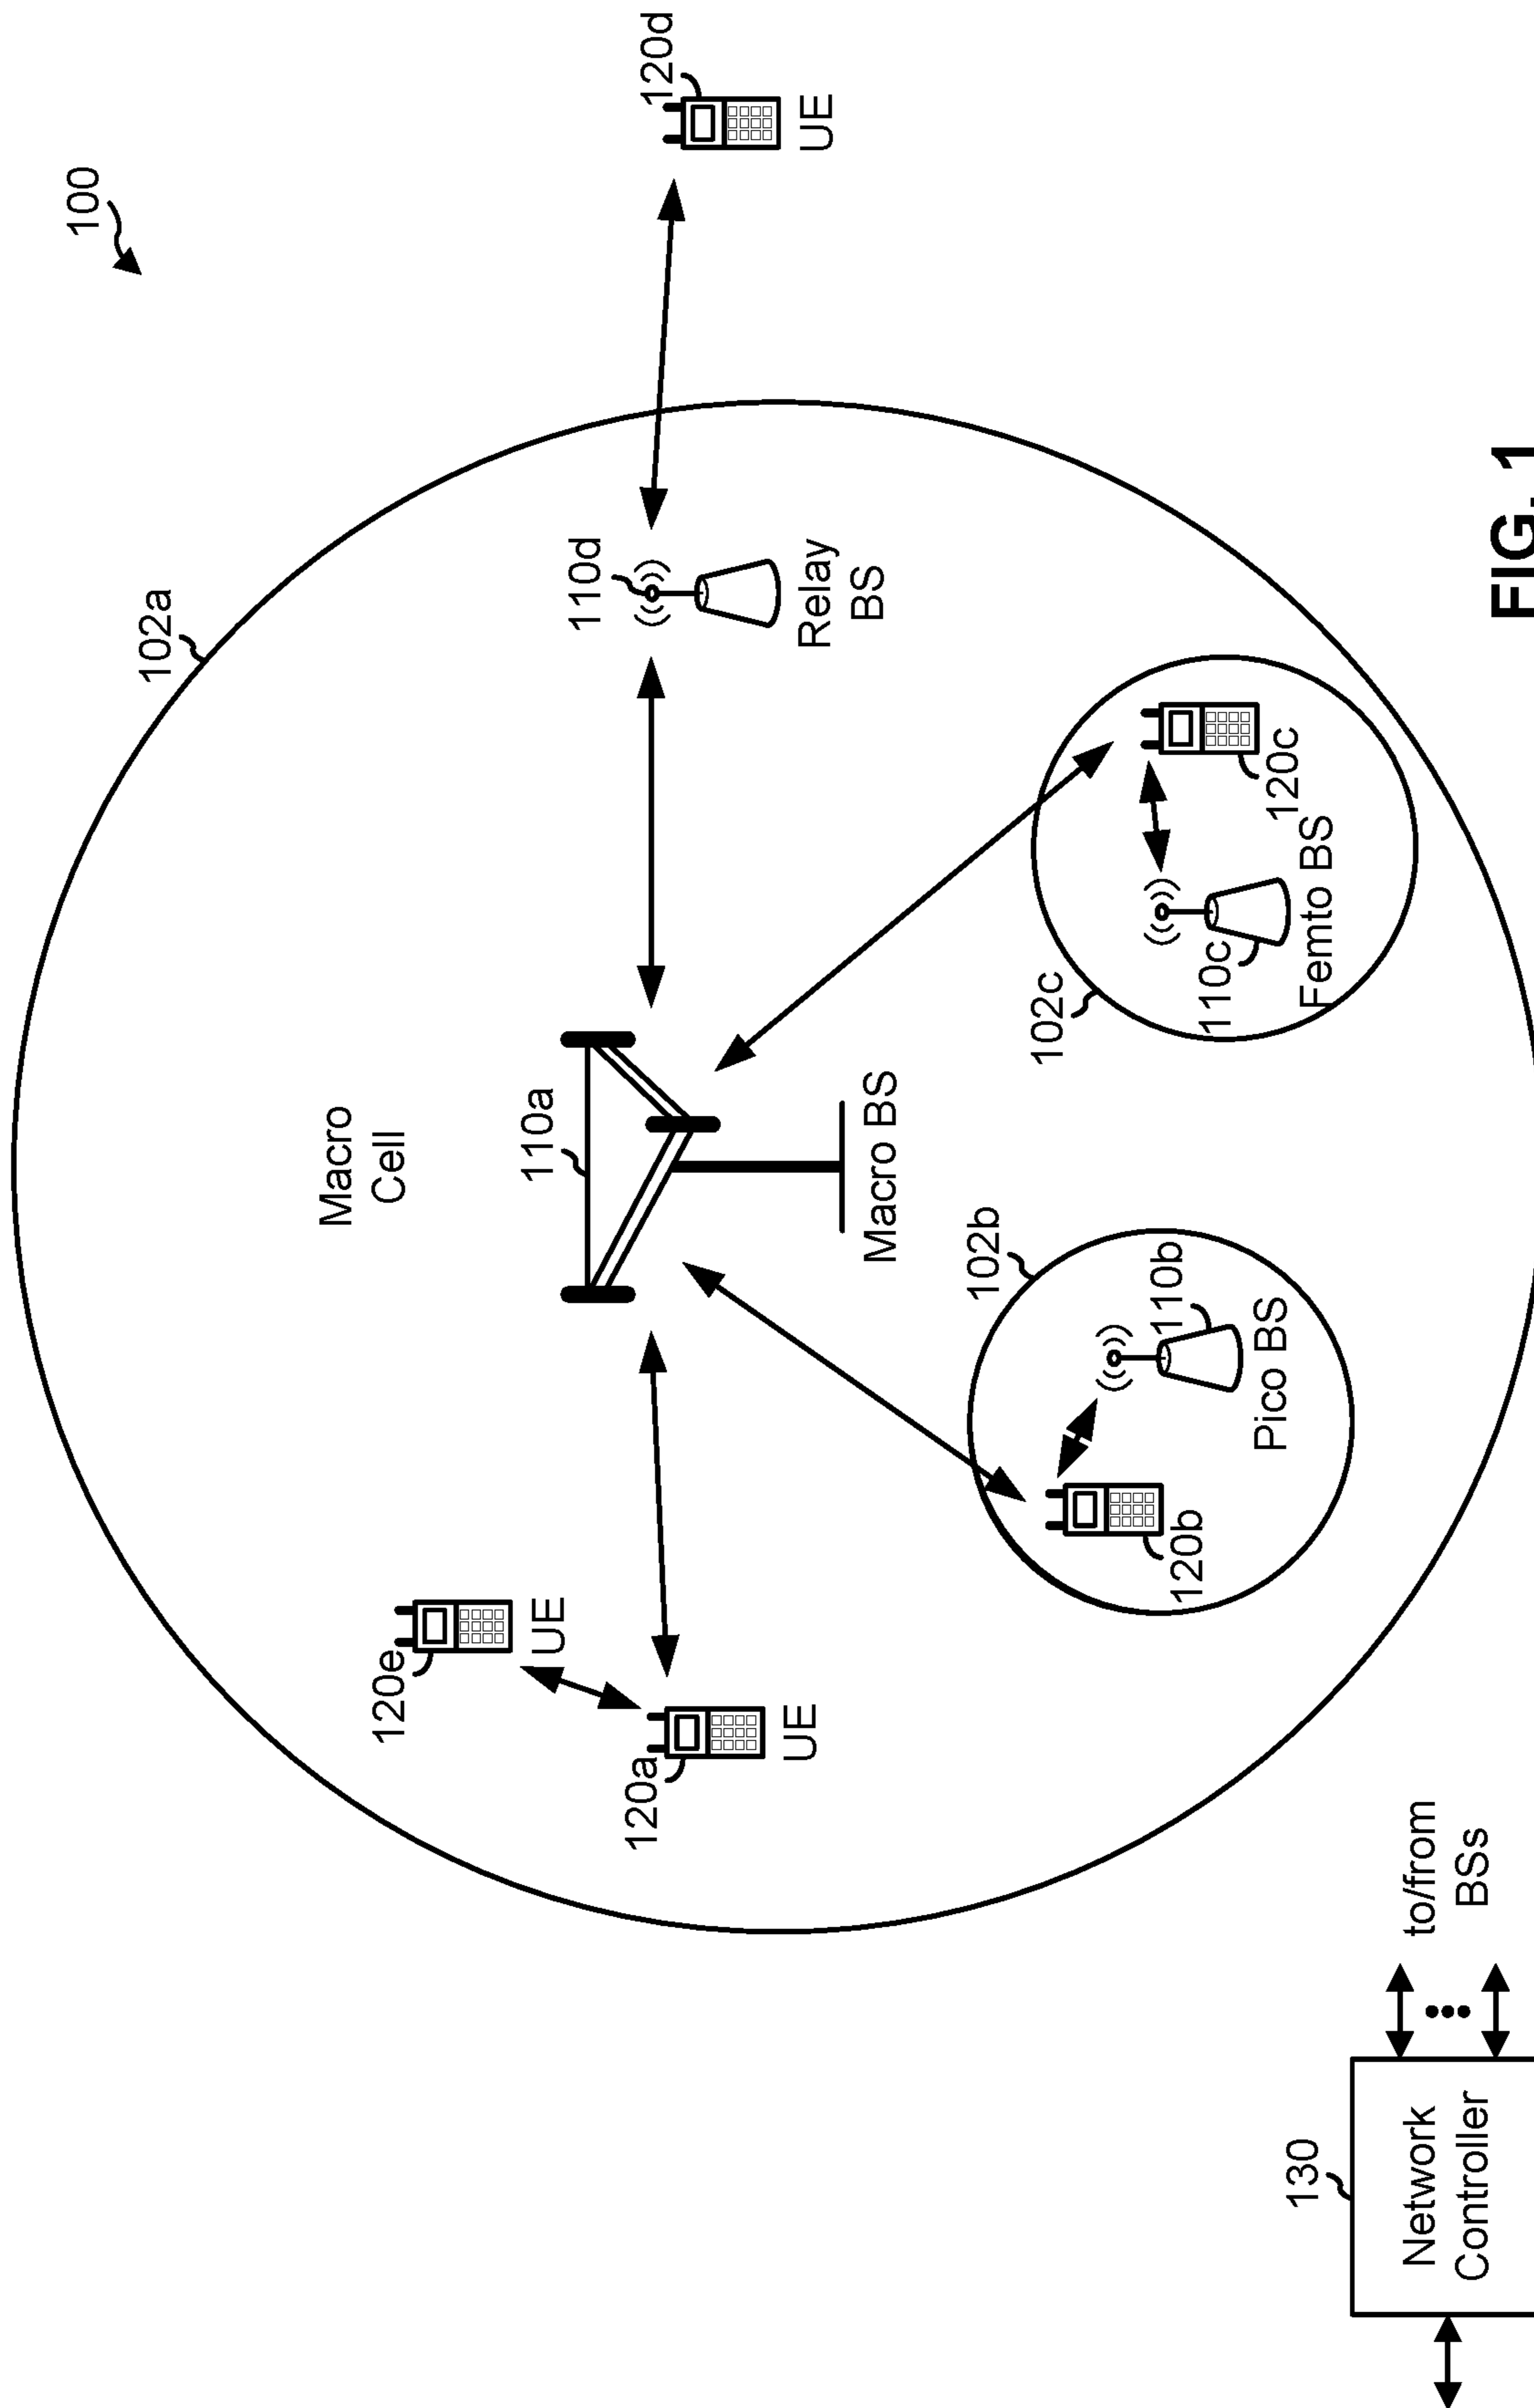 100
102a
Macro
Cell
120e
UE
110a
110d
Relay
BS
120d
UE
120a
UE
Macro BS
102b
110b
Pico BS
120b
102c
110c
Femto BS
120c
130
Network
Controller
to/from
BSs
FIG. 1